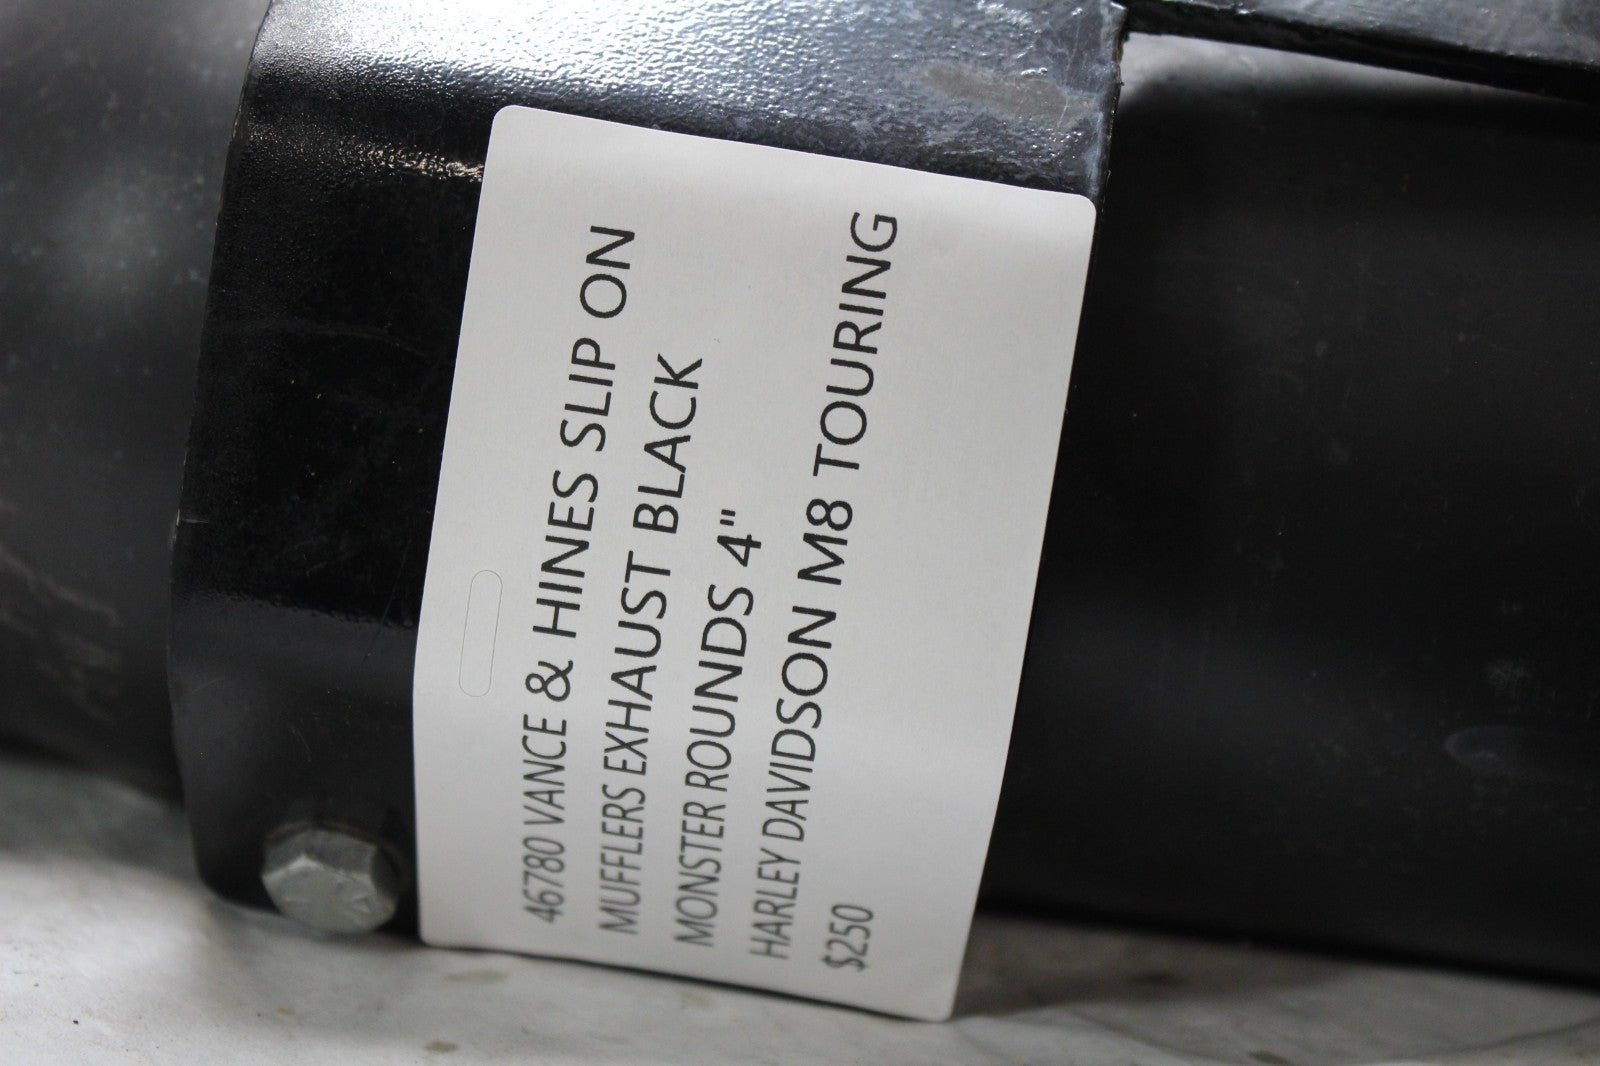 46780 VANCE & HINES SLIP ON
MUFFLERS EXHAUST BLACK
MONSTER ROUNDS 4"
HARLEY DAVIDSON M8 TOURING
$250